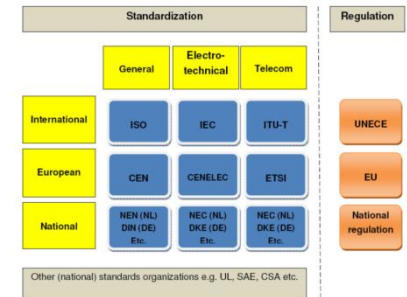 Standardization
Regulation
General
Electro-
technical
Telecom
International
ISO
IEC
ITU-T
UNECE
European
CEN
CENELEC
ETSI
EU
National
NEN (NL)
DIN (DE)
Etc.
NEC (NL)
DKE (DE)
Etc.
NEC (NL)
DKE (DE)
Etc.
National
regulation
Other (national) standards organizations e.g. UL, SAE, CSA etc.